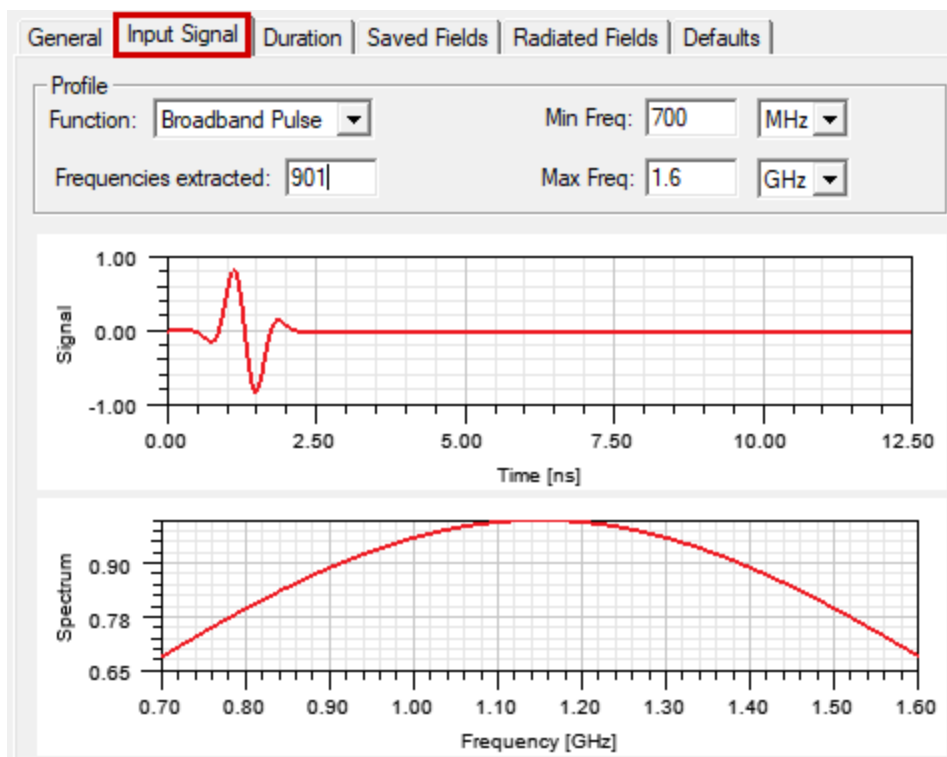 General Input Signal Duration Saved Fields Radiated Fields Defaults
Profile
Function: Broadband Pulse Min Freq: 700 MHz
Frequencies extracted: 901 Max Freq: 1.6 GHz
1.00
0.00
-1.00
Signal
0.00 2.50 5.00 7.50 10.00 12.50
Time [ns]
0.90
0.78
0.65
Spectrum
0.70 0.80 0.90 1.00 1.10 1.20 1.30 1.40 1.50 1.60
Frequency [GHz]